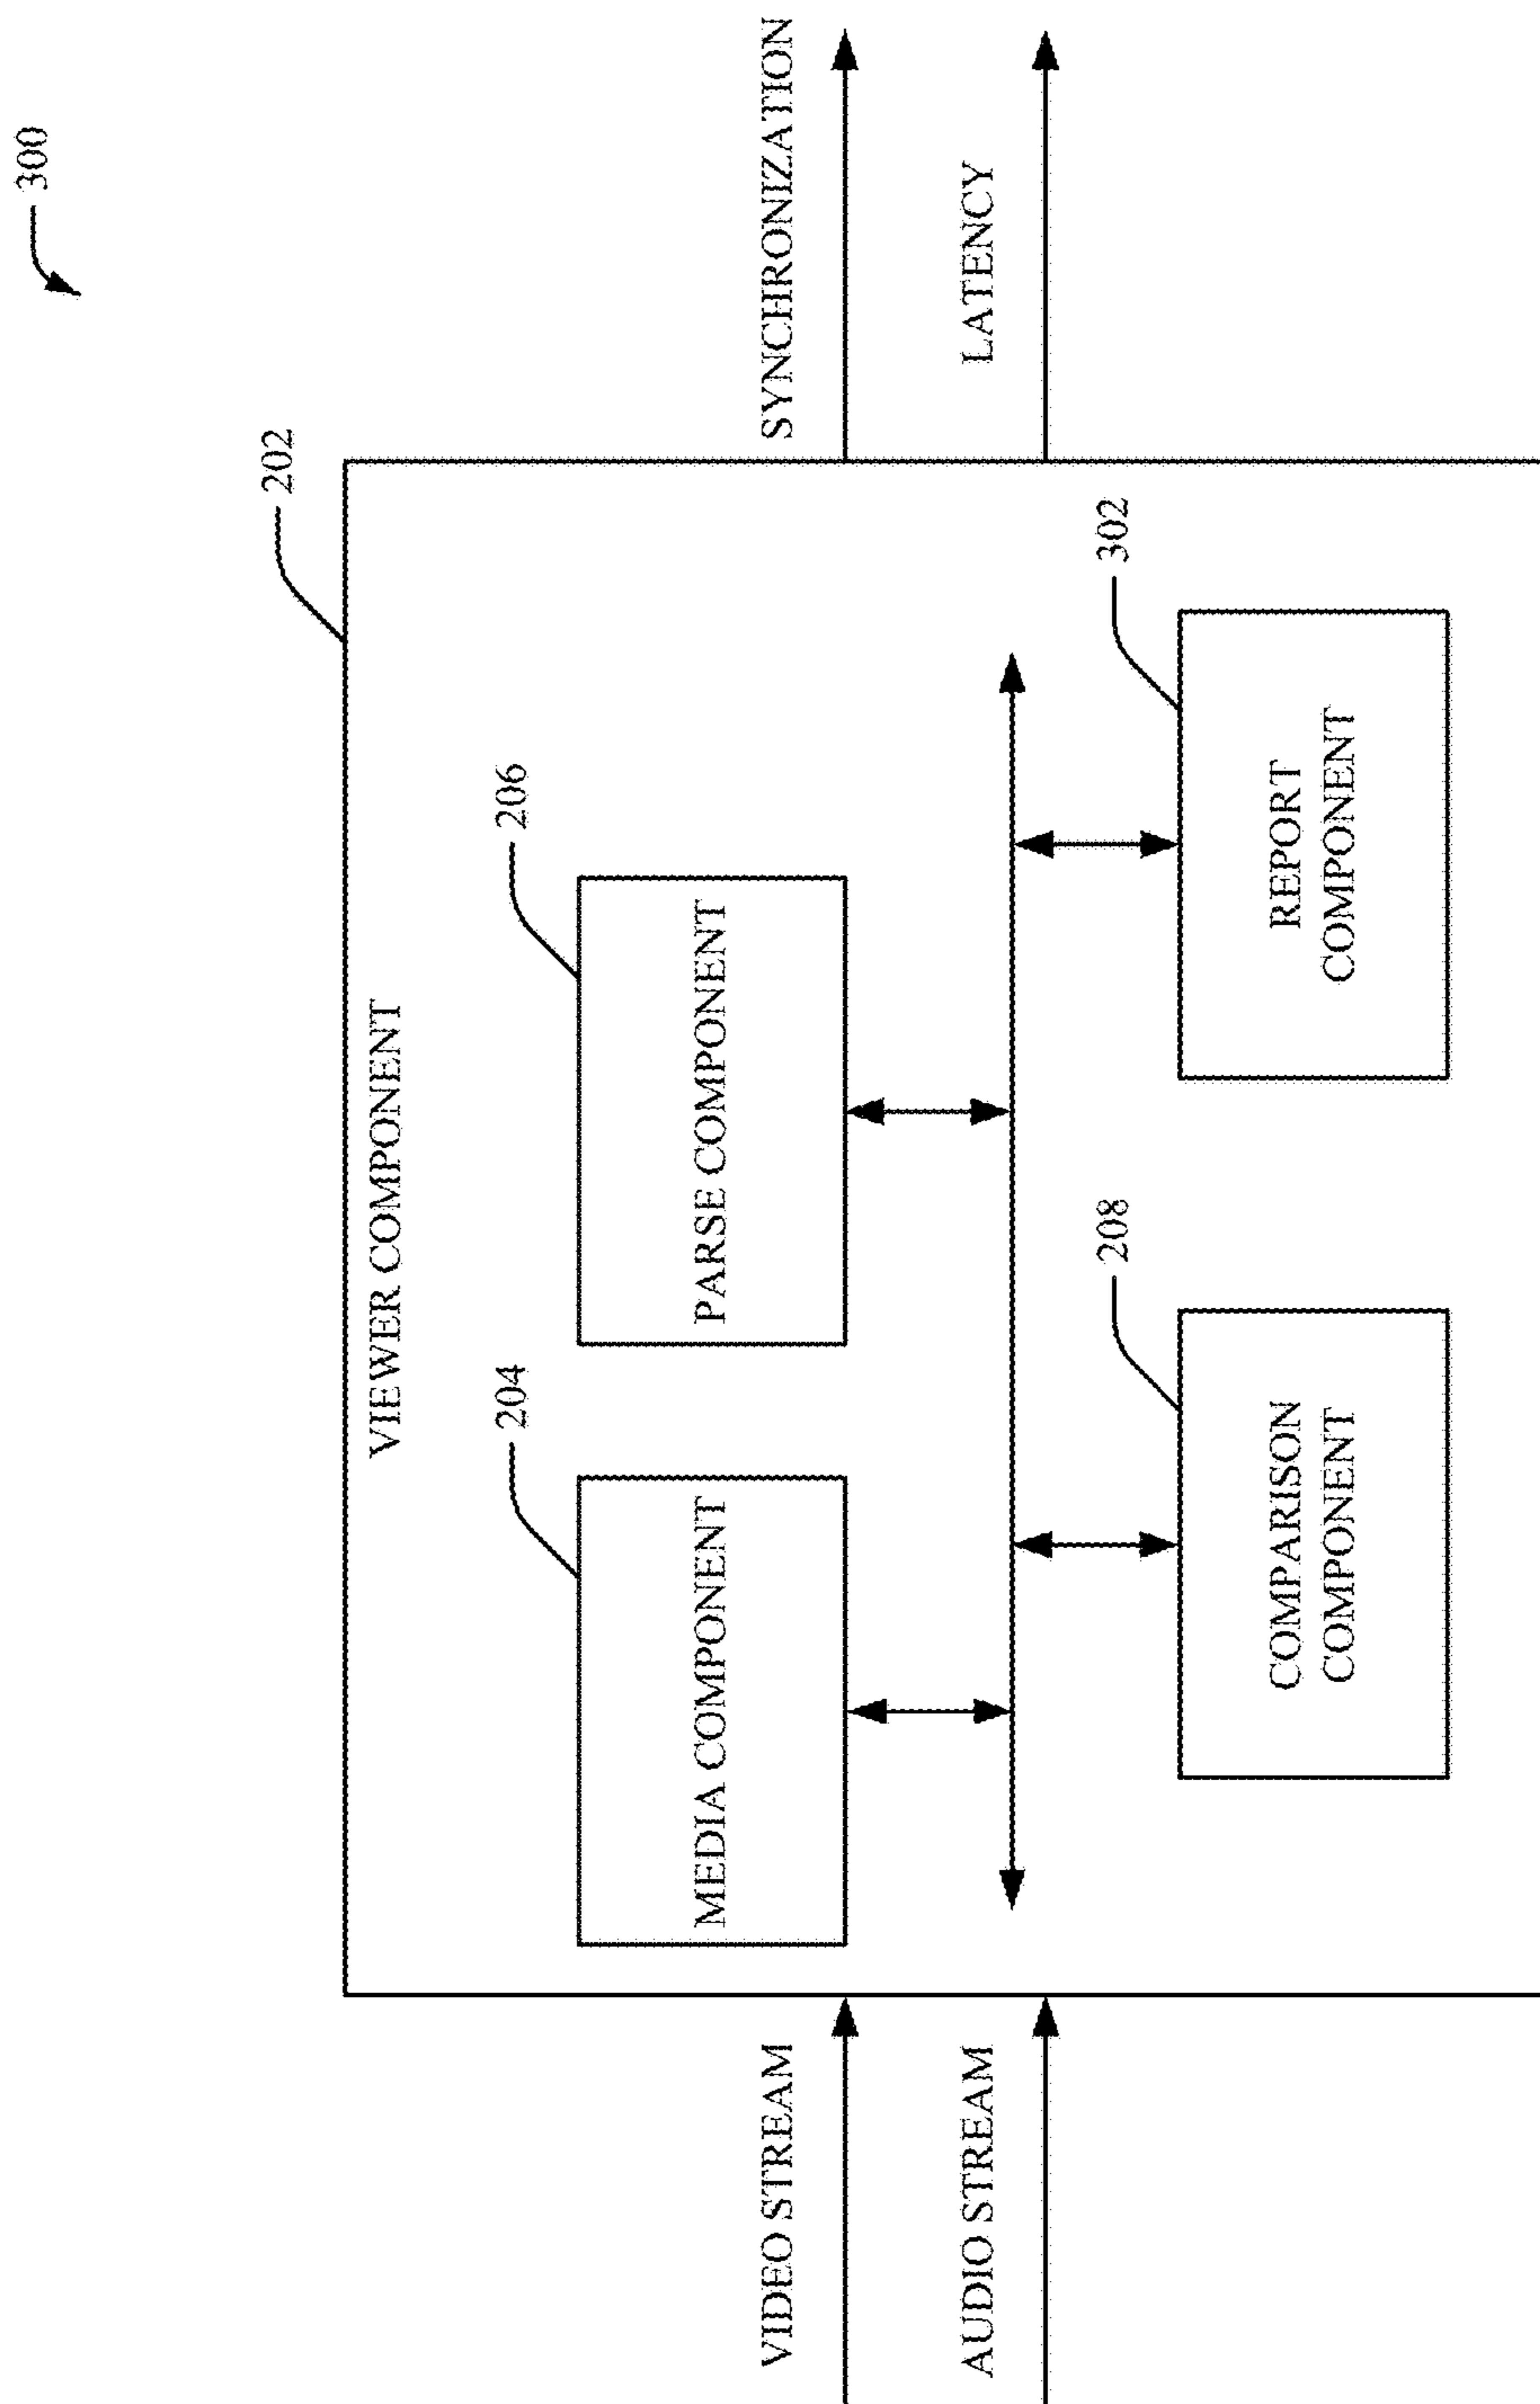 300
202
VIEWER COMPONENT
204
206
MEDIA COMPONENT
PARSE COMPONENT
VIDEO STREAM
SYNCHRONIZATION
AUDIO STREAM
LATENCY
208
302
COMPARISON
COMPONENT
REPORT
COMPONENT